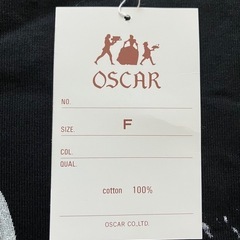 OSCAR
NO.
SIZE. F
COL.
QUAL.
cotton 100%
OSCAR CO.,LTD.